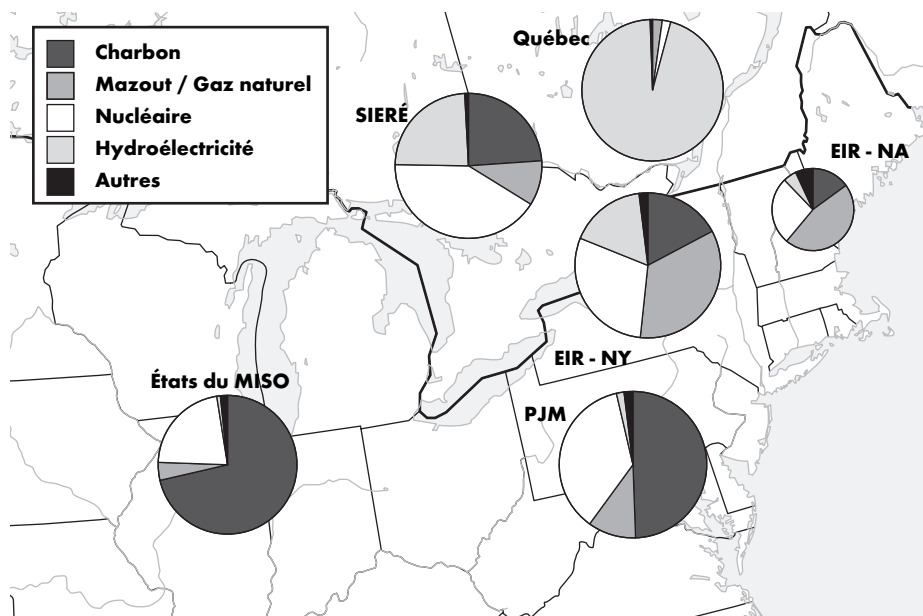 Charbon
Mazout / Gaz naturel
Nucléaire
Hydroélectricité
Autres
Québec
SIERÉ
EIR - NA
EIR - NY
États du MISO
PJM